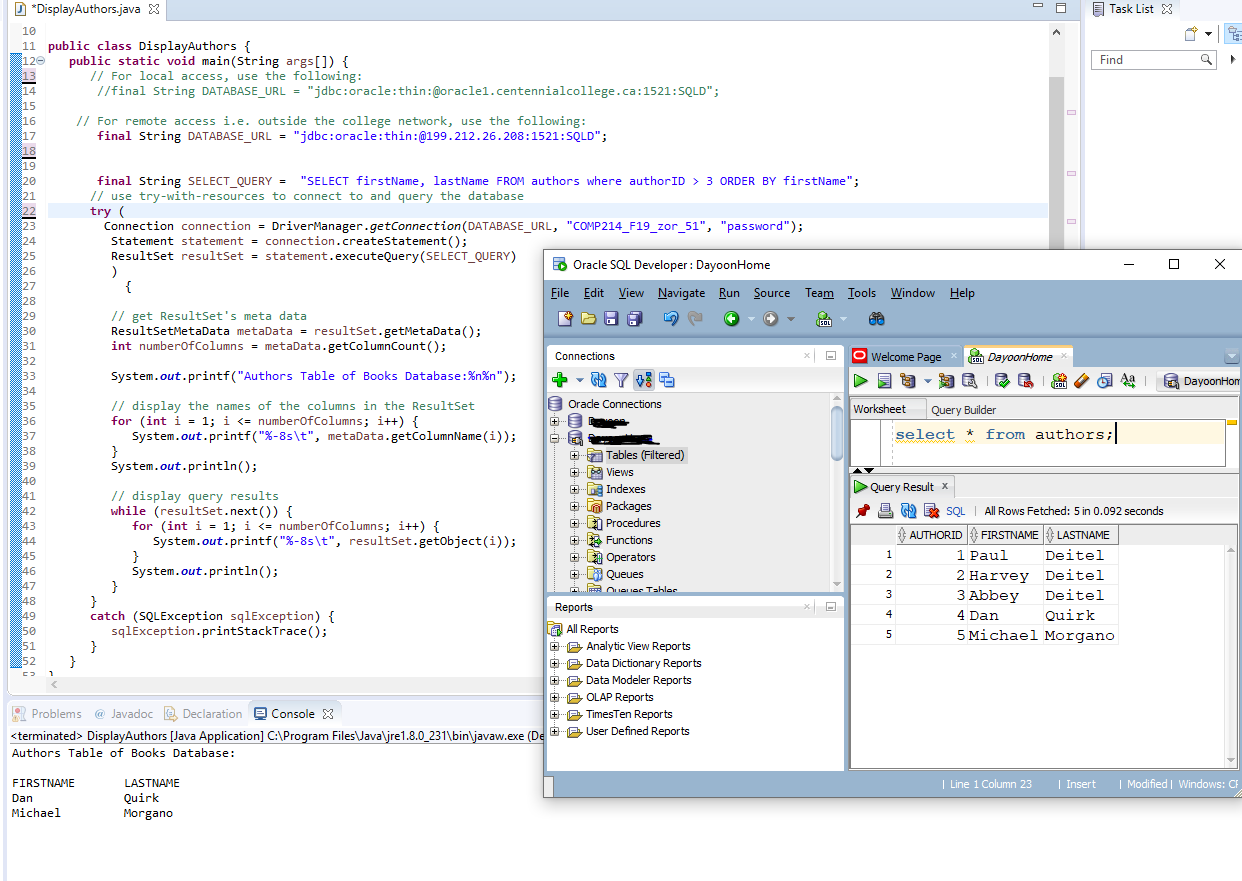 *DisplayAuthors.java
10
11 public class DisplayAuthors {
12 public static void main(String args[]) {
13 // For local access, use the following:
14 //final String DATABASE_URL = "jdbc:oracle:thin:@oracle1.centennialcollege.ca:1521:SQLD";
15
16 // For remote access i.e. outside the college network, use the following:
17 final String DATABASE_URL = "jdbc:oracle:thin:@199.212.26.208:1521:SQLD";
18
19
20 final String SELECT_QUERY = "SELECT firstName, lastName FROM authors where authorID > 3 ORDER BY firstName";
21 // use try-with-resources to connect to and query the database
22 try (
23 Connection connection = DriverManager.getConnection(DATABASE_URL, "COMP214_F19_zor_51", "password");
24 Statement statement = connection.createStatement();
25 ResultSet resultSet = statement.executeQuery(SELECT_QUERY)
26 )
27 {
28
29 // get ResultSet's meta data
30 ResultSetMetaData metaData = resultSet.getMetaData();
31 int numberOfColumns = metaData.getColumnCount();
32
33 System.out.printf("Authors Table of Books Database:%n%n");
34
35 // display the names of the columns in the ResultSet
36 for (int i = 1; i <= numberOfColumns; i++) {
37 System.out.printf("%-8s\t", metaData.getColumnName(i));
38 }
39 System.out.println();
40
41 // display query results
42 while (resultSet.next()) {
43 for (int i = 1; i <= numberOfColumns; i++) {
44 System.out.printf("%-8s\t", resultSet.getObject(i));
45 }
46 System.out.println();
47 }
48 }
49 catch (SQLException sqlException) {
50 sqlException.printStackTrace();
51 }
52 }
53 }
Problems @ Javadoc Declaration Console
<terminated> DisplayAuthors [Java Application] C:\Program Files\Java\jre1.8.0_231\bin\javaw.exe (De
Authors Table of Books Database:
FIRSTNAME LASTNAME
Dan Quirk
Michael Morgano
Task List
Find
Oracle SQL Developer : DayoonHome
File Edit View Navigate Run Source Team Tools Window Help
Connections
Oracle Connections
Tables (Filtered)
Views
Indexes
Packages
Procedures
Functions
Operators
Queues
Queues Tables
Reports
All Reports
Analytic View Reports
Data Dictionary Reports
Data Modeler Reports
OLAP Reports
TimesTen Reports
User Defined Reports
Welcome Page DayoonHome
DayoonHom
Worksheet Query Builder
select * from authors;
Query Result
SQL | All Rows Fetched: 5 in 0.092 seconds
AUTHORID FIRSTNAME LASTNAME
1 1 Paul Deitel
2 2 Harvey Deitel
3 3 Abbey Deitel
4 4 Dan Quirk
5 5 Michael Morgano
| Line 1 Column 23 | Insert | Modified | Windows: CF